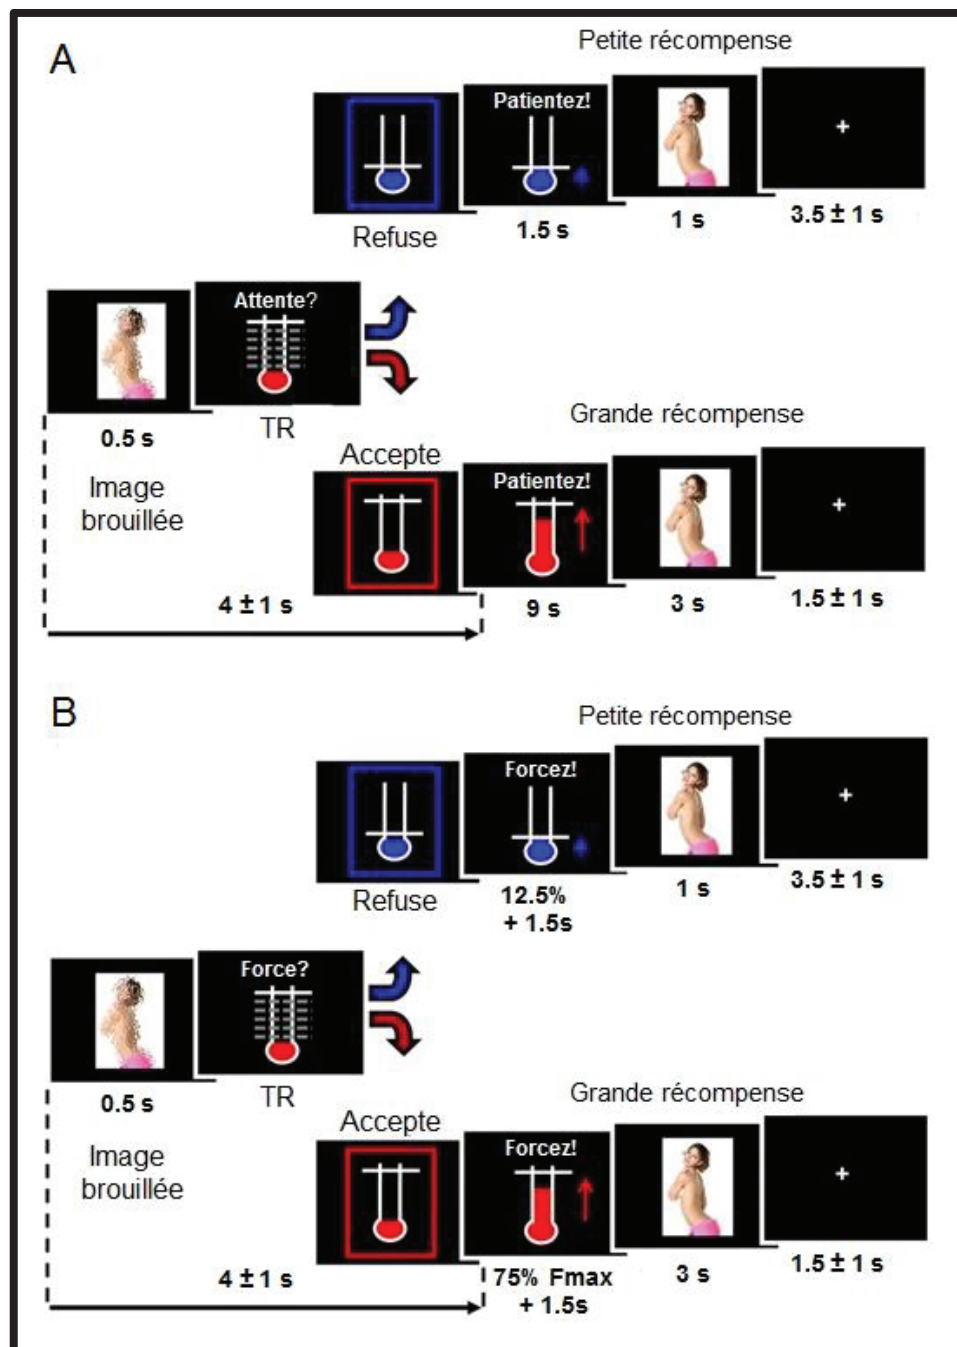 A
Petite récompense
Patientez!
Refuse
1.5 s
1 s
3.5 ± 1 s
Attente?
0.5 s
TR
Image
brouillée
Grande récompense
Accepte
Patientez!
4 ± 1 s
9 s
3 s
1.5 ± 1 s
B
Petite récompense
Forcez!
Refuse
12.5%
+ 1.5s
1 s
3.5 ± 1 s
Force?
0.5 s
TR
Image
brouillée
Grande récompense
Accepte
Forcez!
4 ± 1 s
75% Fmax
+ 1.5s
3 s
1.5 ± 1 s